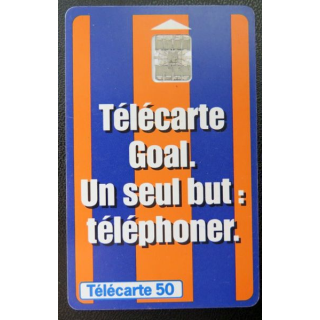 Télécarte
Goal.
Un seul but :
téléphoner.
Télécarte 50